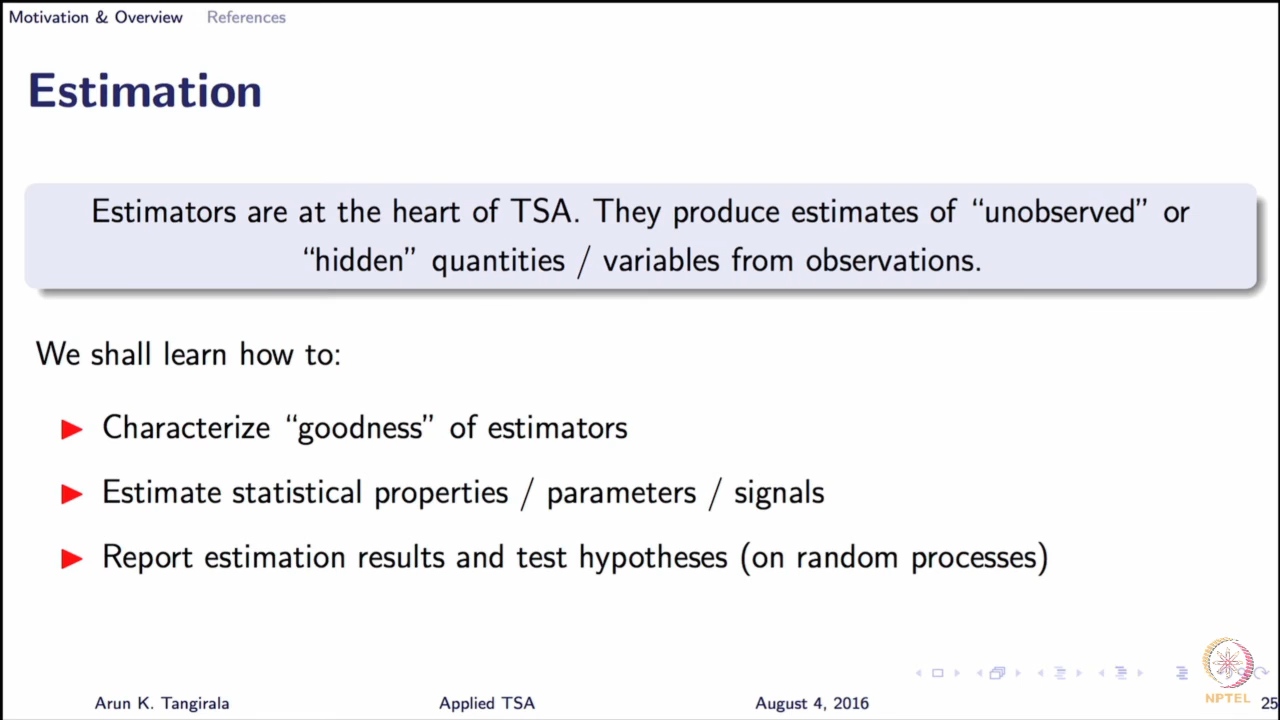 Motivation & Overview References
Estimation
Estimators are at the heart of TSA. They produce estimates of “unobserved” or
“hidden” quantities / variables from observations.
We shall learn how to:
Characterize “goodness” of estimators
Estimate statistical properties / parameters / signals
Report estimation results and test hypotheses (on random processes)
NPTEL
Arun K. Tangirala Applied TSA August 4, 2016 25